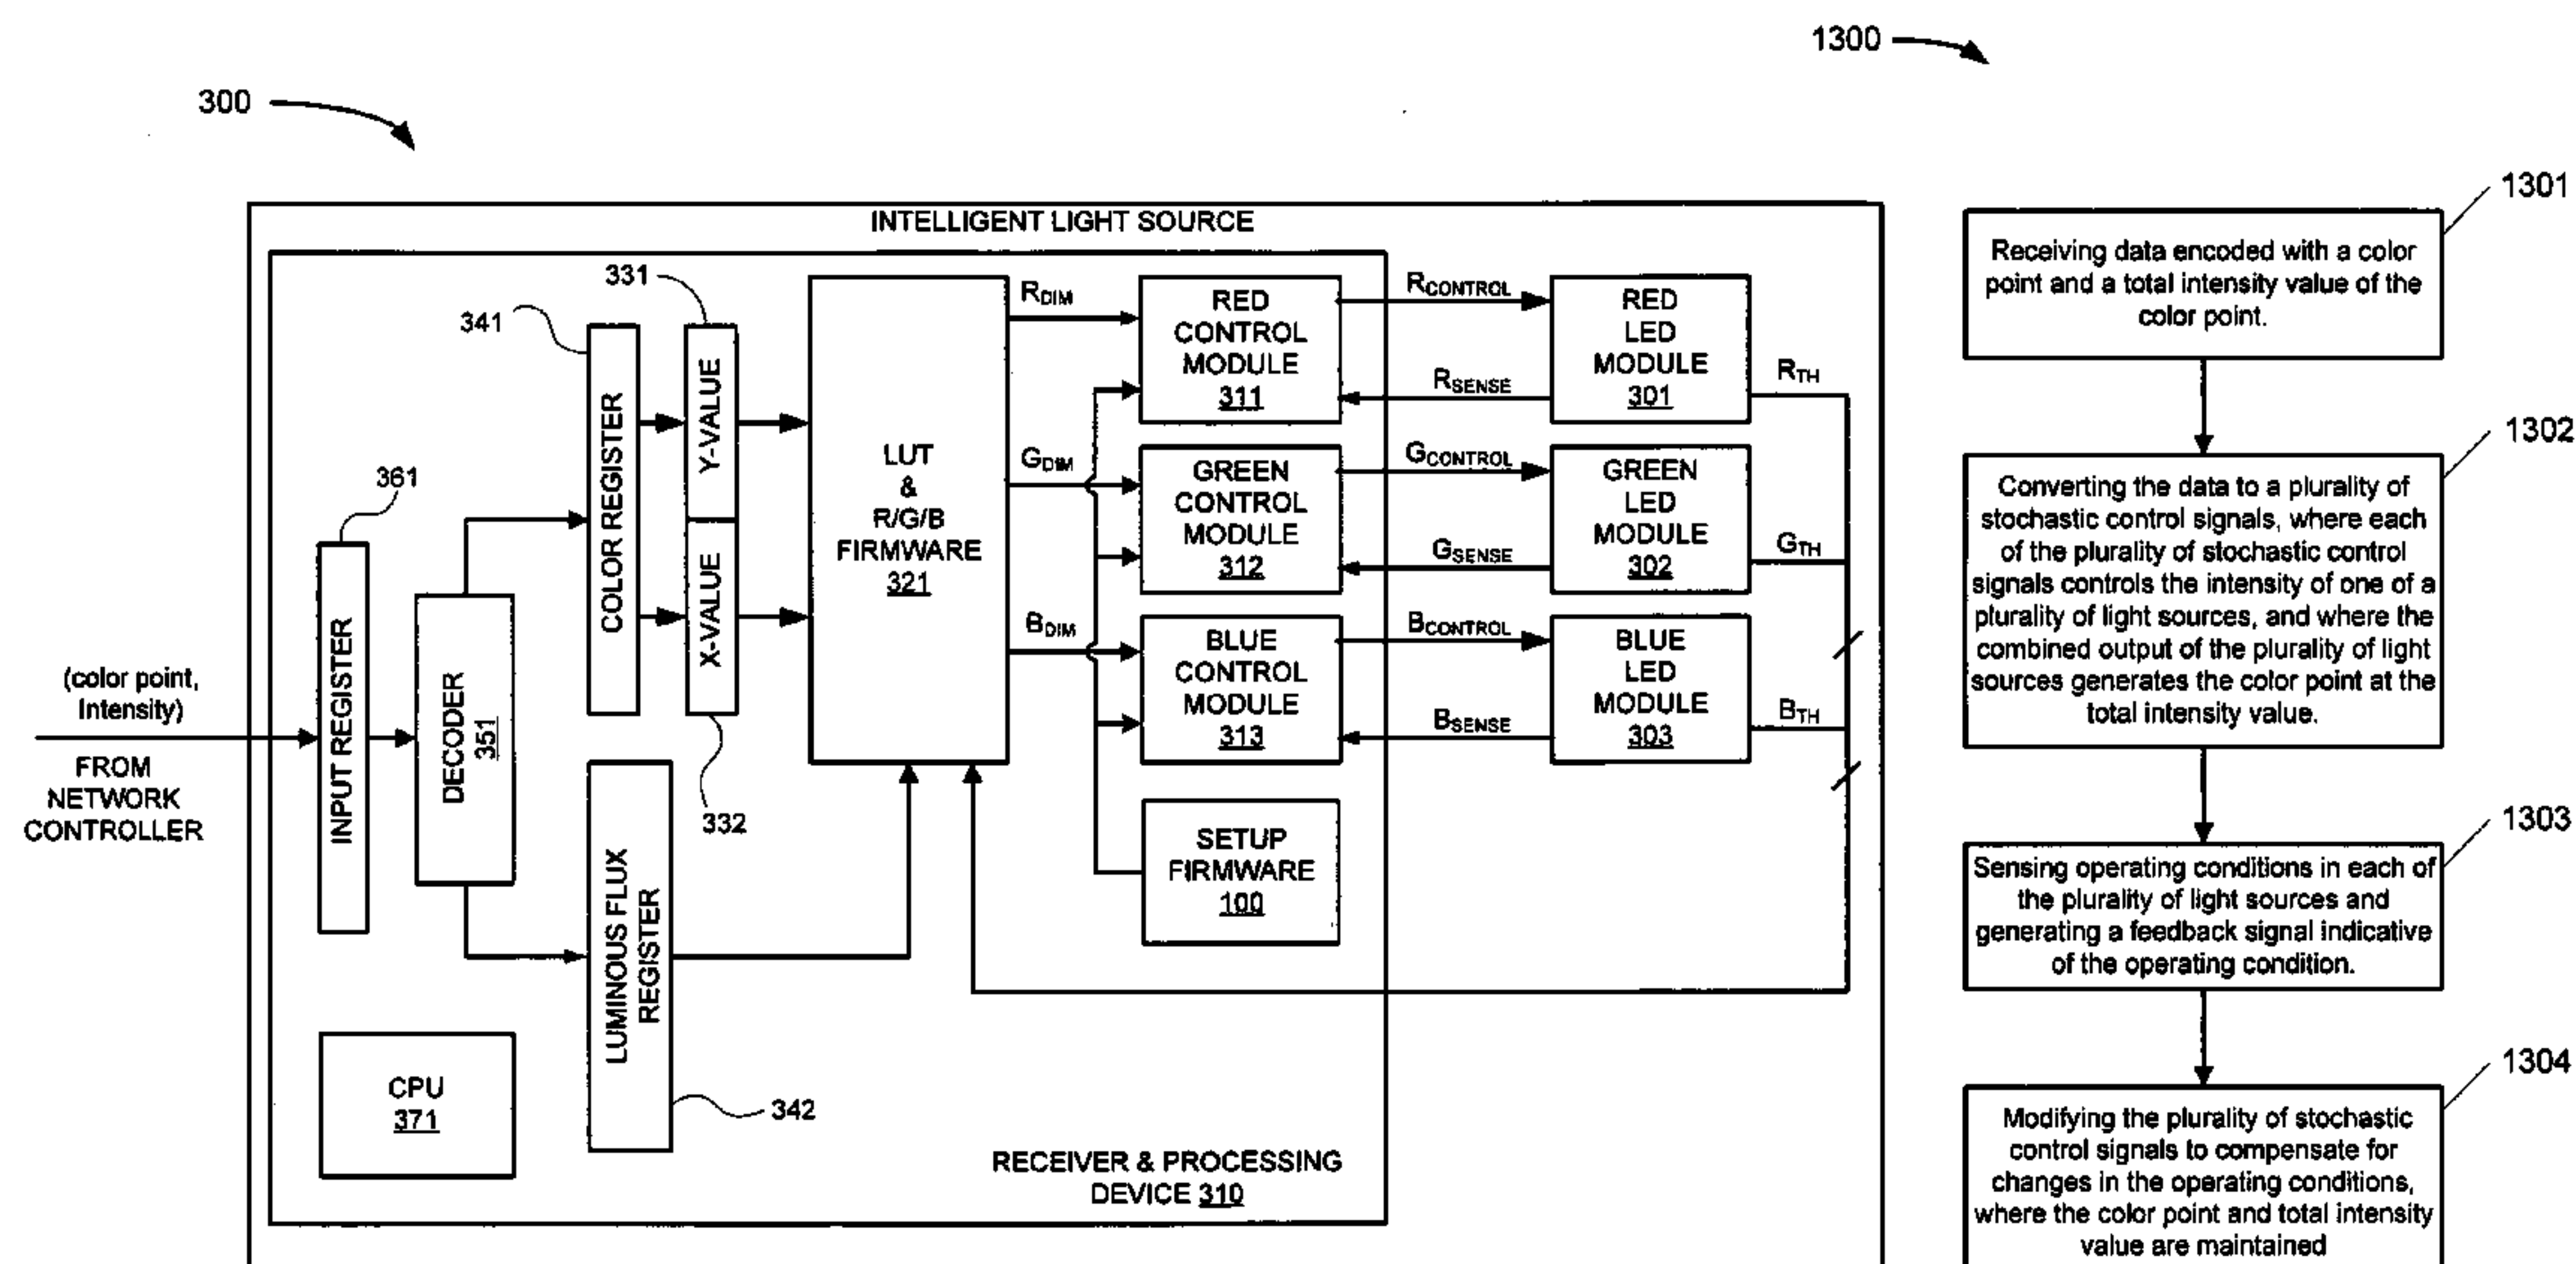 1300
300
INTELLIGENT LIGHT SOURCE
331
341
361
(color point,
Intensity)
FROM
NETWORK
CONTROLLER
INPUT REGISTER
DECODER
351
COLOR REGISTER
Y-VALUE
X-VALUE
332
LUMINOUS FLUX
REGISTER
342
CPU
371
LUT
&
R/G/B
FIRMWARE
321
RDIM
GDIM
BDIM
RED
CONTROL
MODULE
311
GREEN
CONTROL
MODULE
312
BLUE
CONTROL
MODULE
313
SETUP
FIRMWARE
100
RCONTROL
RSENSE
GCONTROL
GSENSE
BCONTROL
BSENSE
RED
LED
MODULE
301
GREEN
LED
MODULE
302
BLUE
LED
MODULE
303
RTH
GTH
BTH
RECEIVER & PROCESSING
DEVICE 310
1301
Receiving data encoded with a color
point and a total intensity value of the
color point.
1302
Converting the data to a plurality of
stochastic control signals, where each
of the plurality of stochastic control
signals controls the intensity of one of a
plurality of light sources, and where the
combined output of the plurality of light
sources generates the color point at the
total intensity value.
1303
Sensing operating conditions in each of
the plurality of light sources and
generating a feedback signal indicative
of the operating condition.
1304
Modifying the plurality of stochastic
control signals to compensate for
changes in the operating conditions,
where the color point and total intensity
value are maintained